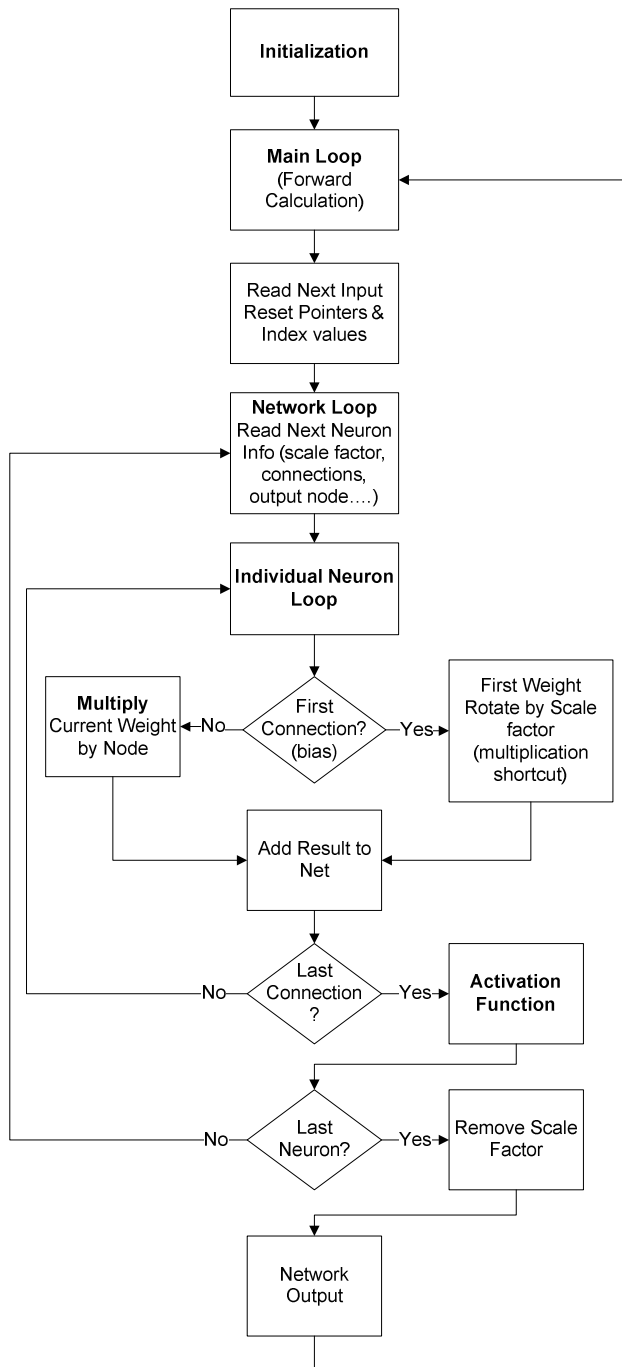 Initialization
Main Loop
(Forward
Calculation)
Read Next Input
Reset Pointers &
Index values
Network Loop
Read Next Neuron
Info (scale factor,
connections,
output node....)
Individual Neuron
Loop
Multiply
Current Weight
by Node
No
First
Connection?
(bias)
Yes
First Weight
Rotate by Scale
factor
(multiplication
shortcut)
Add Result to
Net
No
Last
Connection
?
Yes
Activation
Function
No
Last
Neuron?
Yes
Remove Scale
Factor
Network
Output